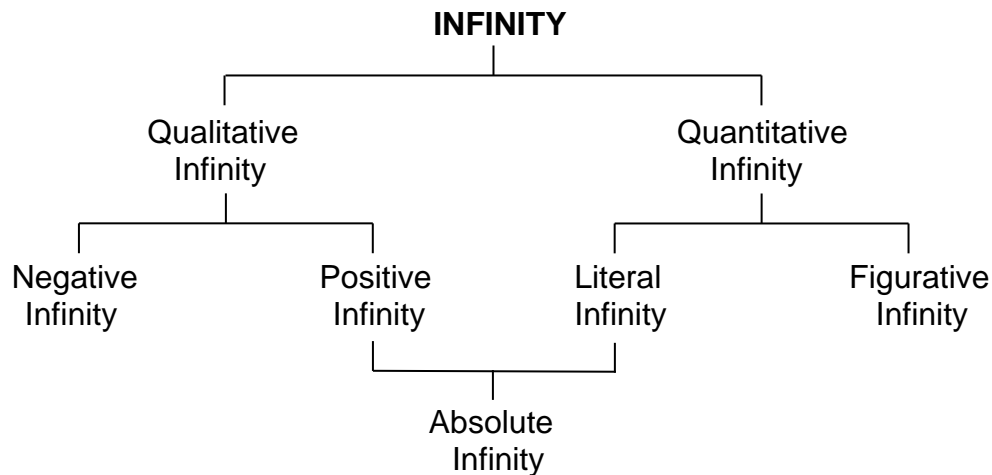 INFINITY
Qualitative
Infinity
Quantitative
Infinity
Negative
Infinity
Positive
Infinity
Literal
Infinity
Figurative
Infinity
Absolute
Infinity